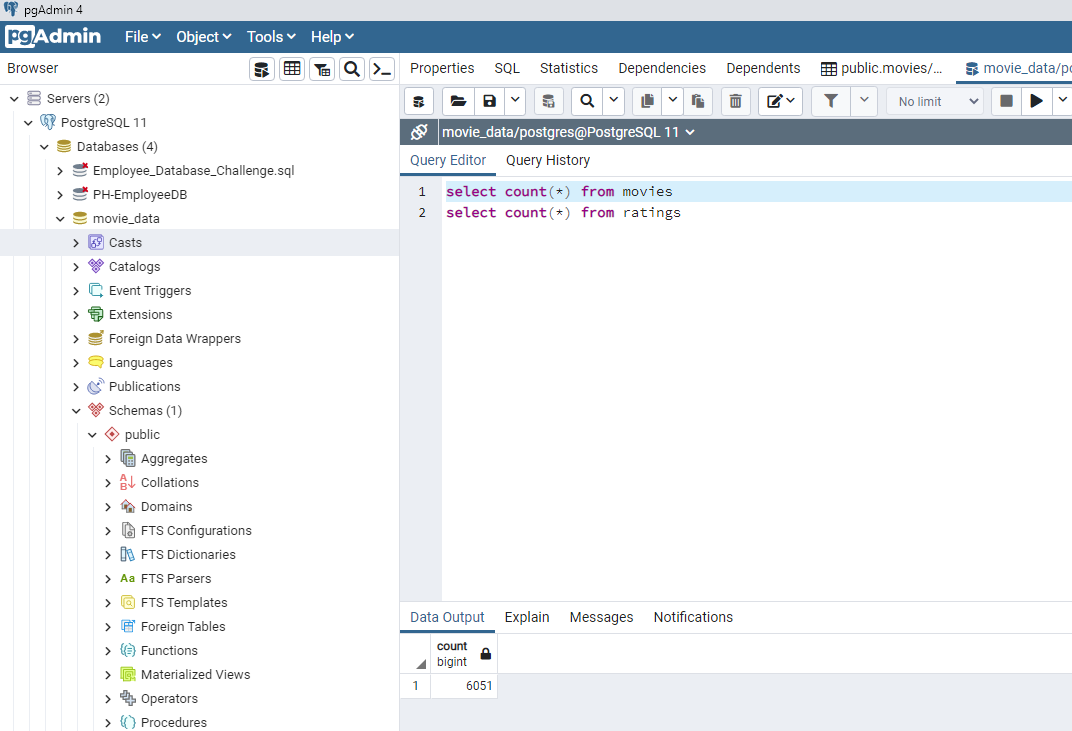 pgAdmin 4
pgAdmin File Object Tools Help
Browser
Properties SQL Statistics Dependencies Dependents public.movies/... movie_data/po
No limit
movie_data/postgres@PostgreSQL 11
Query Editor Query History
1 select count(*) from movies
2 select count(*) from ratings
Servers (2)
PostgreSQL 11
Databases (4)
Employee_Database_Challenge.sql
PH-EmployeeDB
movie_data
Casts
Catalogs
Event Triggers
Extensions
Foreign Data Wrappers
Languages
Publications
Schemas (1)
public
Aggregates
Collations
Domains
FTS Configurations
FTS Dictionaries
Aa FTS Parsers
FTS Templates
Foreign Tables
Functions
Materialized Views
Operators
Procedures
Data Output Explain Messages Notifications
count
bigint
1 6051